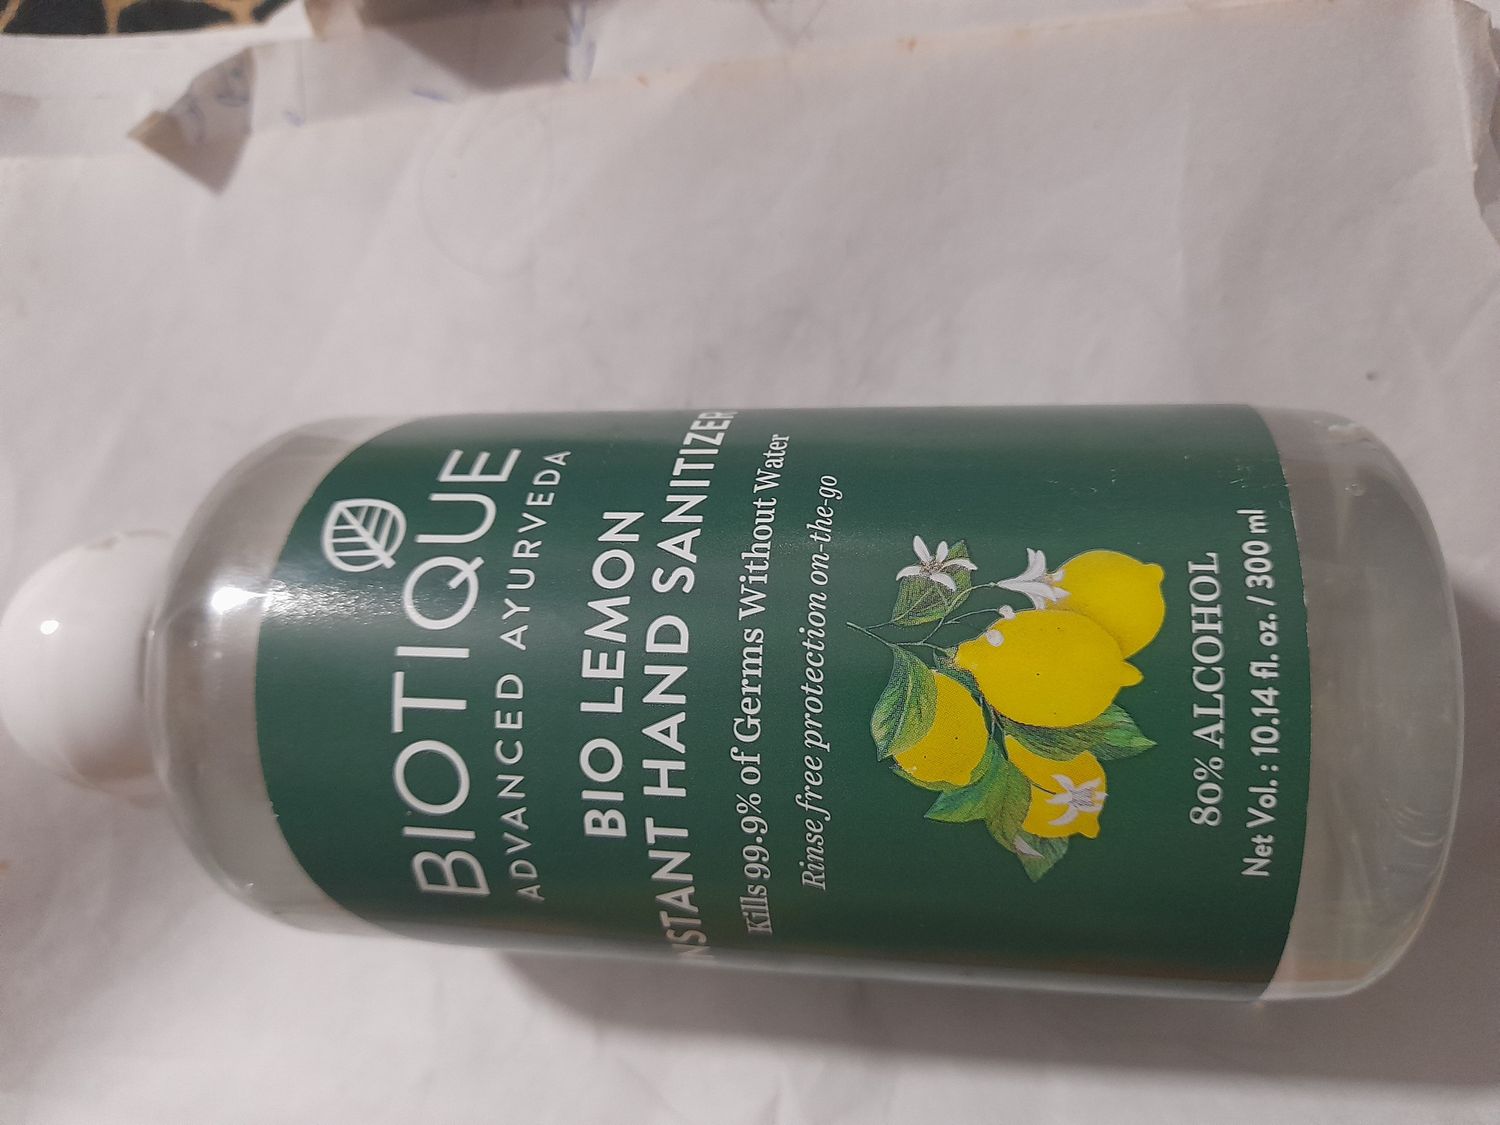 BIOTIQUE
ADVANCED AYURVEDA
BIO LEMON
INSTANT HAND SANITIZER
Kills 99.9% of Germs Without Water
Rinse free protection on-the-go
80% ALCOHOL
Net Vol. : 10.14 fl. oz. / 300 ml